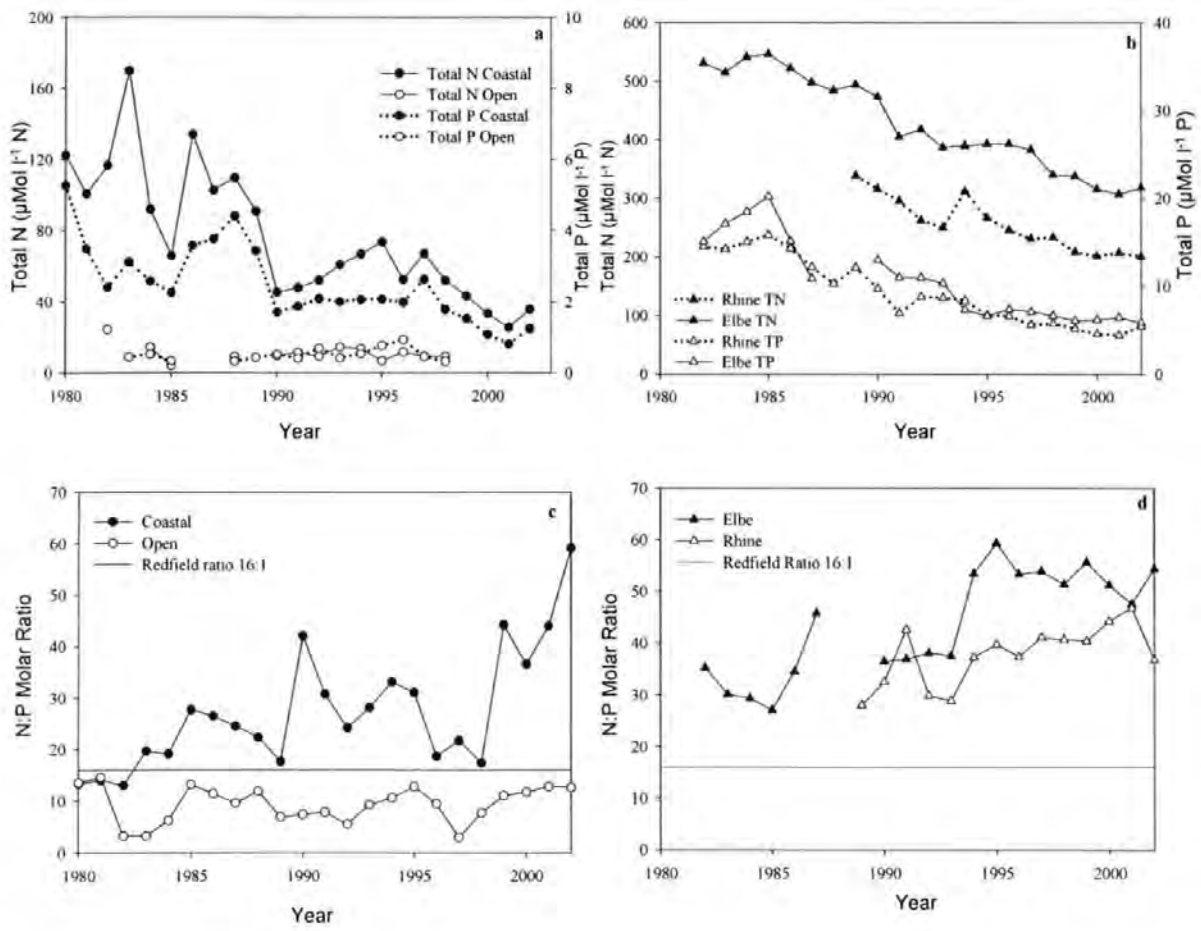 a
Total N (µMol l⁻¹ N)
200
160
120
80
40
0
10
8
6
4
2
0
Total P (µMol l⁻¹ P)
Total N Coastal
Total N Open
Total P Coastal
Total P Open
1980 1985 1990 1995 2000
Year
b
Total N (µMol l⁻¹ N)
600
500
400
300
200
100
0
40
30
20
10
0
Total P (µMol l⁻¹ P)
Rhine TN
Elbe TN
Rhine TP
Elbe TP
1980 1985 1990 1995 2000
Year
c
N:P Molar Ratio
70
60
50
40
30
20
10
0
Coastal
Open
Redfield ratio 16:1
1980 1985 1990 1995 2000
Year
d
N:P Molar Ratio
70
60
50
40
30
20
10
0
Elbe
Rhine
Redfield Ratio 16:1
1980 1985 1990 1995 2000
Year